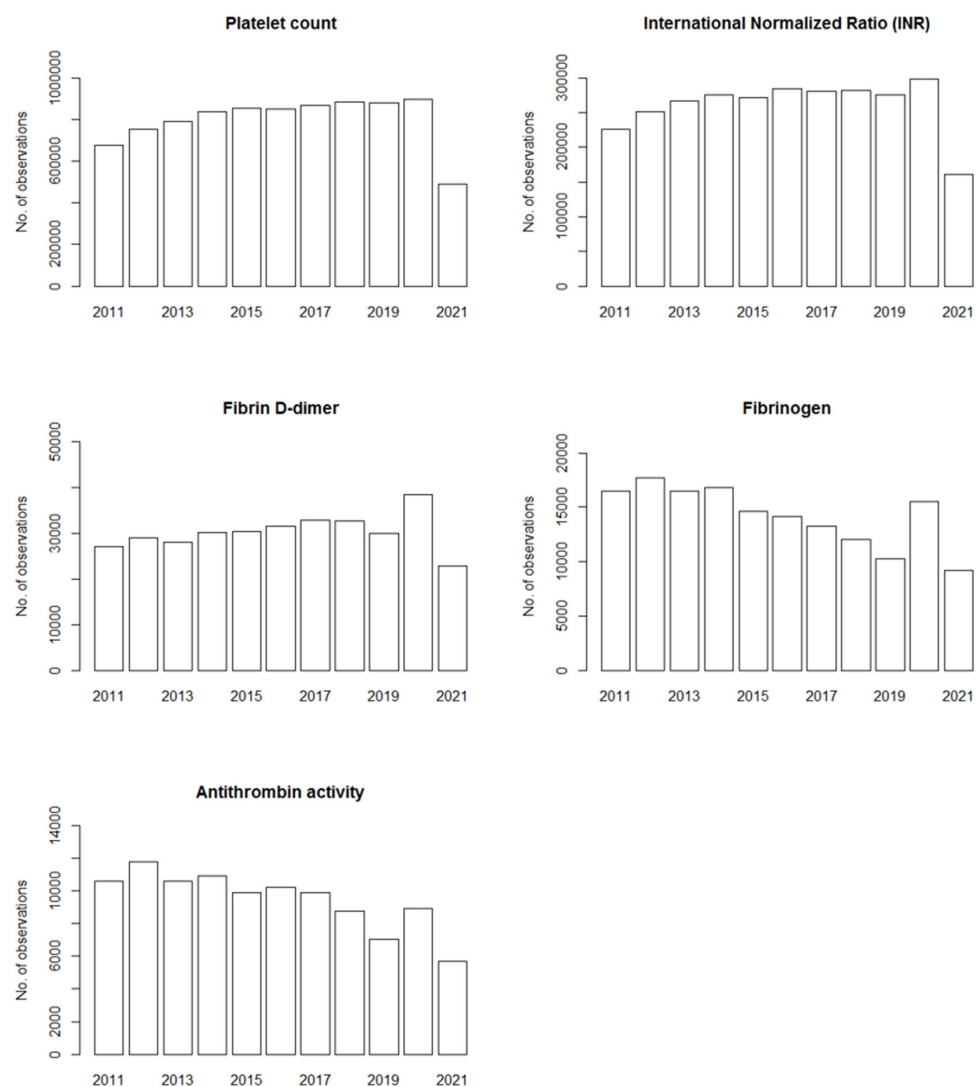 Platelet count
No. of observations
1000000
600000
200000
0
2011 2013 2015 2017 2019 2021
International Normalized Ratio (INR)
No. of observations
300000
200000
100000
0
2011 2013 2015 2017 2019 2021
Fibrin D-dimer
No. of observations
50000
30000
10000
0
2011 2013 2015 2017 2019 2021
Fibrinogen
No. of observations
20000
15000
10000
5000
0
2011 2013 2015 2017 2019 2021
Antithrombin activity
No. of observations
14000
10000
6000
2000
0
2011 2013 2015 2017 2019 2021